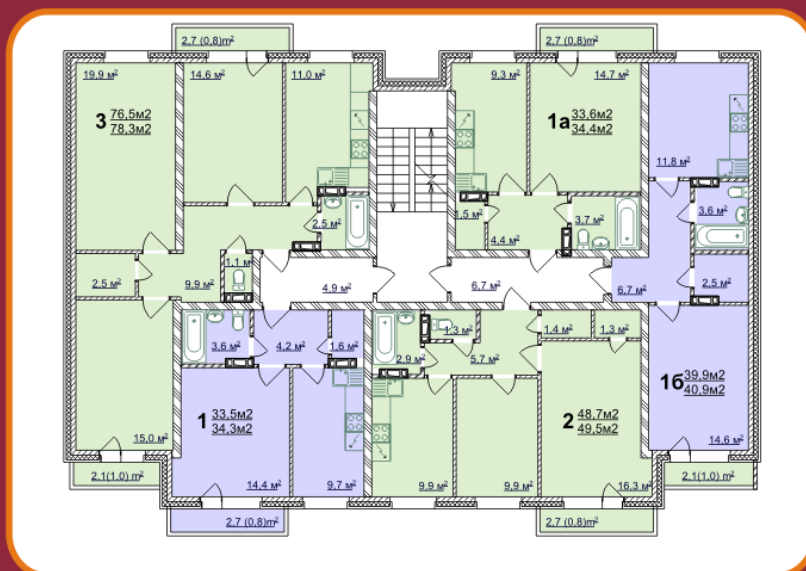 2,7 (0,8)m²
2,7 (0,8)m²
19,9 м²
14,6 м²
11,0 м²
9,3 м²
14,7 м²
3
76,5м2
78,3м2
1а
33,6м2
34,4м2
11,8 м²
2,5 м²
1,5 м²
4,4 м²
3,7 м²
3,6 м²
1,1 м²
2,5 м²
9,9 м²
4,9 м²
6,7 м²
6,7 м²
2,5 м²
3,6 м²
4,2 м²
1,6 м²
2,9 м²
1,3 м²
5,7 м²
1,4 м²
1,3 м²
1б
39,9м2
40,9м2
1
33,5м2
34,3м2
2
48,7м2
49,5м2
15,0 м²
14,6 м²
2,1(1,0) m²
14,4 м²
9,7 м²
9,9 м²
9,9 м²
16,3 м²
2,1(1,0) m²
2,7 (0,8)m²
2,7 (0,8)m²